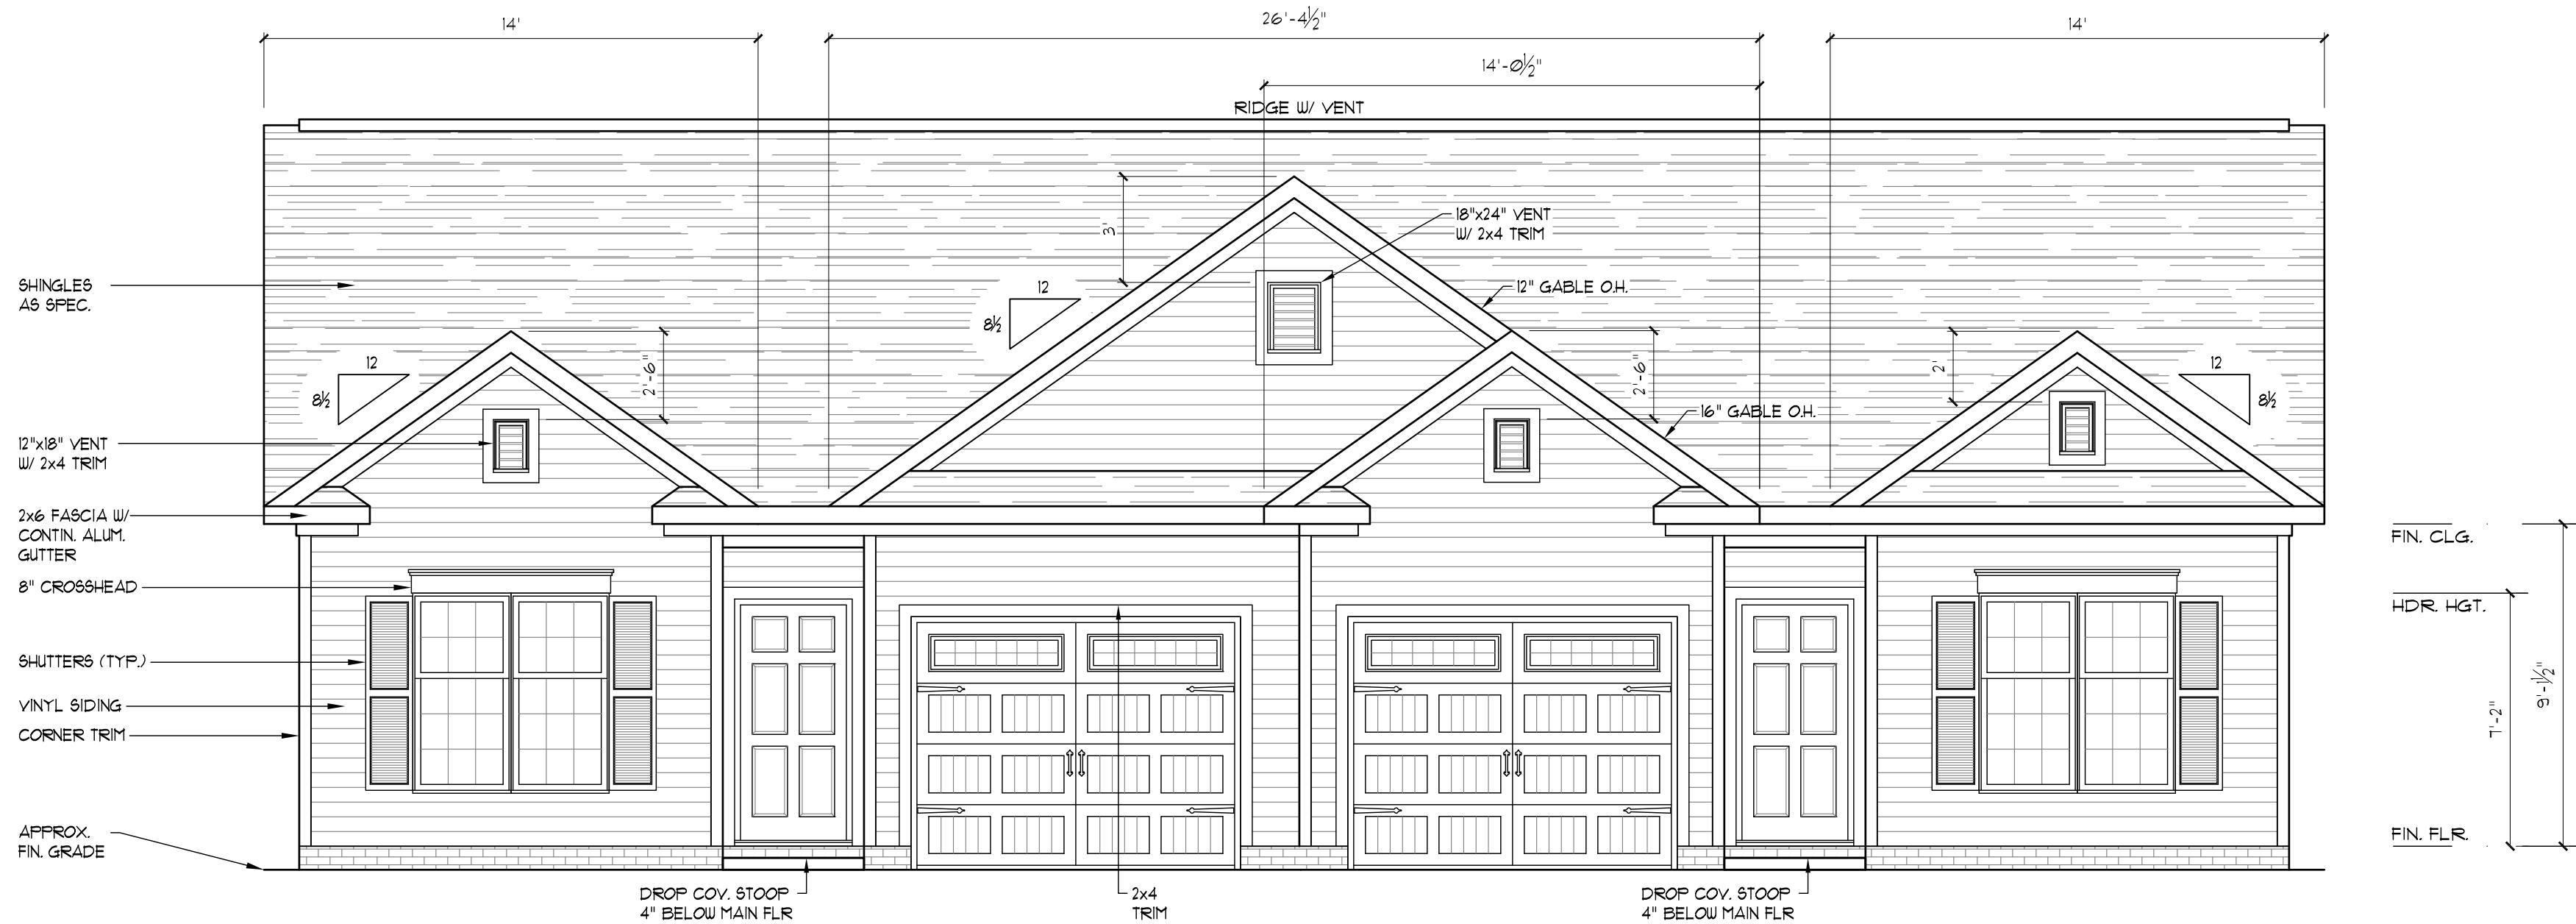 14'
26'-4½"
14'
14'-0½"
RIDGE W/ VENT
3'
18"x24" VENT
W/ 2x4 TRIM
SHINGLES
AS SPEC.
12
8½
12" GABLE O.H.
12
8½
2'-6"
2'-6"
2'
12
8½
16" GABLE O.H.
12"x18" VENT
W/ 2x4 TRIM
2x6 FASCIA W/
CONTIN. ALUM.
GUTTER
FIN. CLG.
8" CROSSHEAD
HDR. HGT.
SHUTTERS (TYP.)
9'-1½"
VINYL SIDING
7'-2"
CORNER TRIM
APPROX.
FIN. GRADE
FIN. FLR.
DROP COV. STOOP
4" BELOW MAIN FLR
2x4
TRIM
DROP COV. STOOP
4" BELOW MAIN FLR